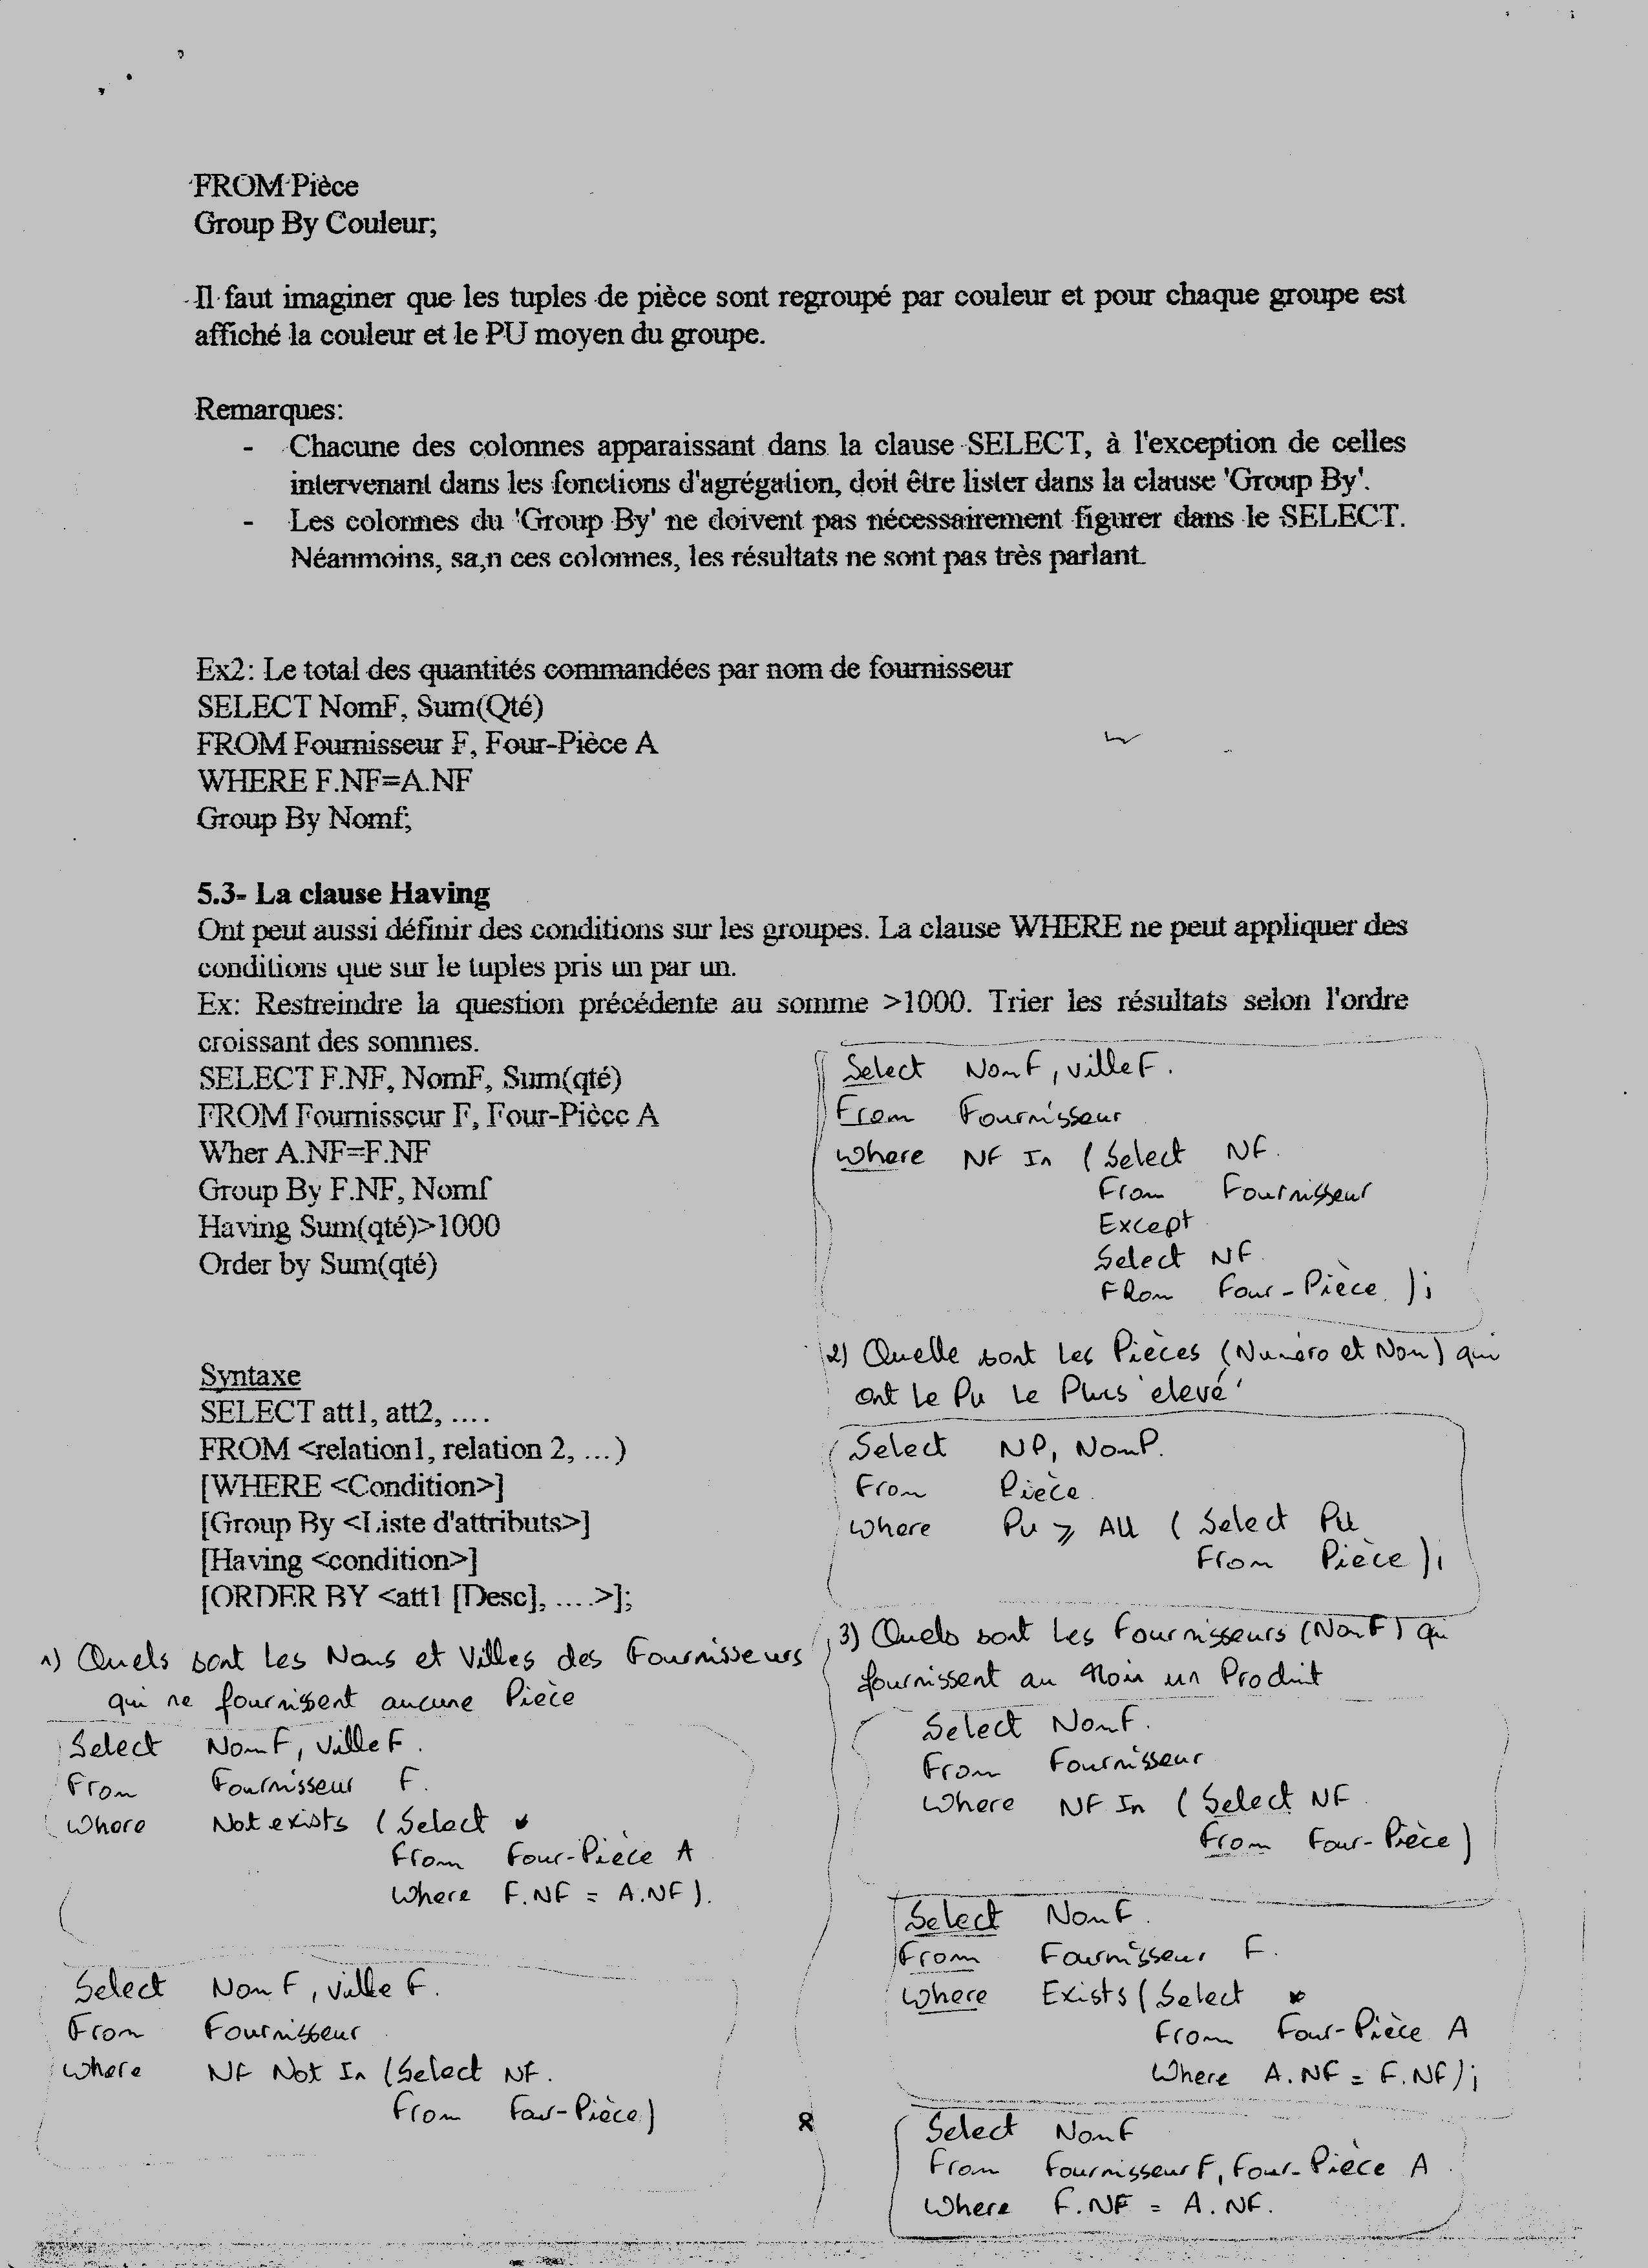 FROM Pièce
Group By Couleur;
Il faut imaginer que les tuples de pièce sont regroupé par couleur et pour chaque groupe est
affiché la couleur et le PU moyen du groupe.
Remarques:
- Chacune des colonnes apparaissant dans la clause SELECT, à l'exception de celles
intervenant dans les fonctions d'agrégation, doit être lister dans la clause 'Group By'.
- Les colonnes du 'Group By' ne doivent pas nécessairement figurer dans le SELECT.
Néanmoins, sa,n ces colonnes, les résultats ne sont pas très parlant.
Ex2: Le total des quantités commandées par nom de fournisseur
SELECT NomF, Sum(Qté)
FROM Fournisseur F, Four-Pièce A
WHERE F.NF=A.NF
Group By Nomf;
5.3- La clause Having
Ont peut aussi définir des conditions sur les groupes. La clause WHERE ne peut appliquer des
conditions que sur le tuples pris un par un.
Ex: Restreindre la question précédente au somme >1000. Trier les résultats selon l'ordre
croissant des sommes.
SELECT F.NF, NomF, Sum(qté)
FROM Fournisseur F, Four-Pièce A
Wher A.NF=F.NF
Group By F.NF, Nomf
Having Sum(qté)>1000
Order by Sum(qté)
Syntaxe
SELECT att1, att2, ....
FROM <relation1, relation 2, ...)
[WHERE <Condition>]
[Group By <Liste d'attributs>]
[Having <condition>]
[ORDER BY <att1 [Desc], ....>];
1) Quels sont les Noms et Villes des Fournisseurs
qui ne fournissent aucune Pièce
Select NomF, VilleF.
From Fournisseur F.
Where Not exists (Select *
From Four-Pièce A
Where F.NF = A.NF).
Select NomF, ville F.
From Fournisseur
Where NF Not In (Select NF.
From Four-Pièce)
Select NomF, villeF.
From Fournisseur
Where NF In (Select NF.
From Fournisseur
Except
Select NF.
FRom Four-Pièce );
2) Quelle sont les Pièces (Numéro et Nom) qui
ont le Pu le Plus élevé
Select NP, NomP.
From Pièce.
Where Pu ⩾ All (Select Pu
From Pièce);
3) Quels sont les fournisseurs (NomF) qui
fournissent au Moin un Produit
Select NomF.
From Fournisseur
Where NF In (Select NF.
From Four-Pièce)
Select NomF.
From Fournisseur F.
Where Exists (Select *
From Four-Pièce A
Where A.NF = F.NF);
Select NomF
From fournisseur F, Four-Pièce A
Where F.NF = A.NF.